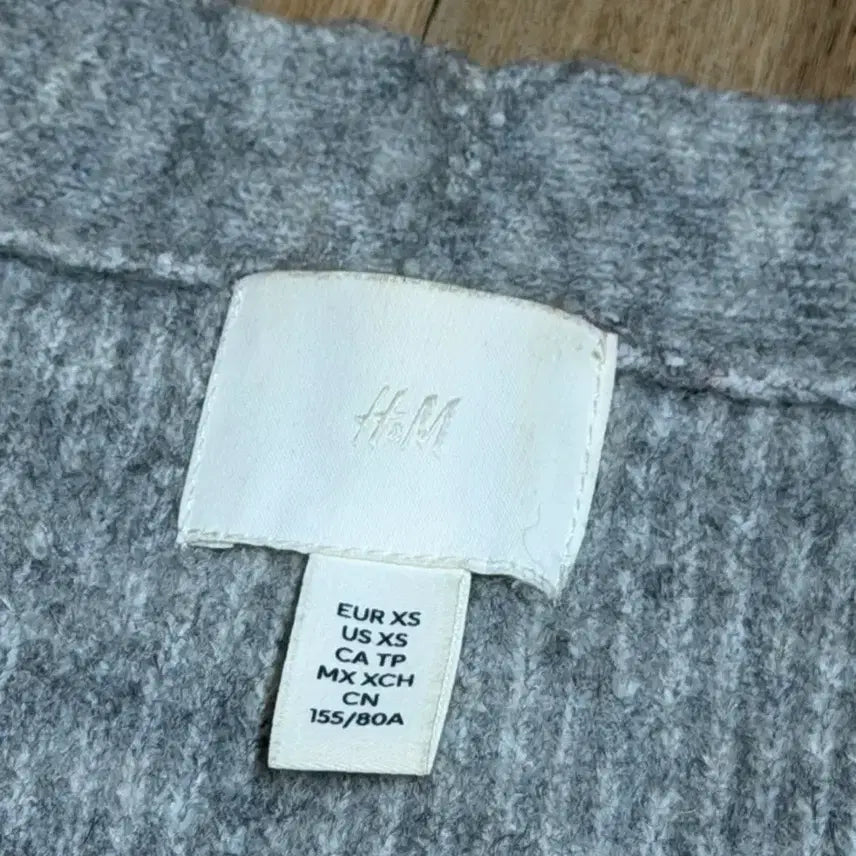 H&M
EUR XS
US XS
CA TP
MX XCH
CN
155/80A